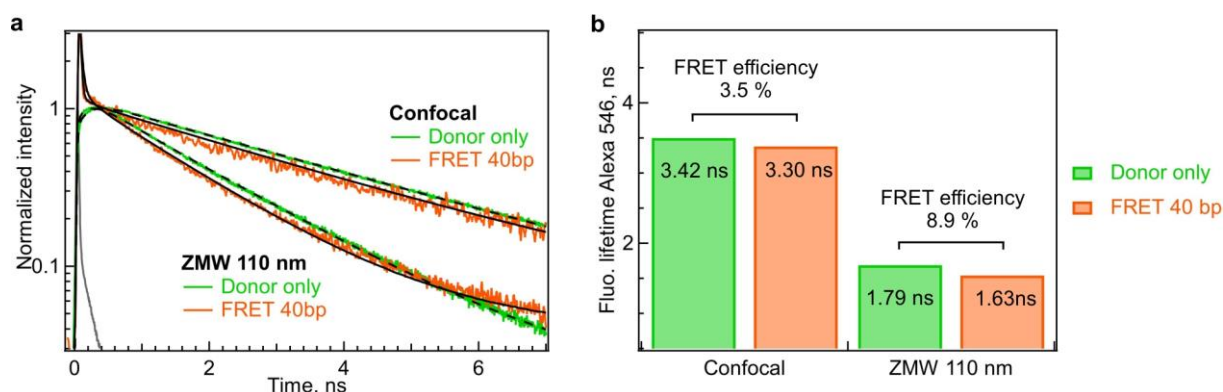 a
Normalized intensity
1
0.1
Confocal
Donor only
FRET 40bp
ZMW 110 nm
Donor only
FRET 40bp
0
2
4
6
Time, ns
b
Fluo. lifetime Alexa 546, ns
4
2
FRET efficiency
3.5 %
3.42 ns
3.30 ns
FRET efficiency
8.9 %
1.79 ns
1.63ns
Confocal
ZMW 110 nm
Donor only
FRET 40 bp